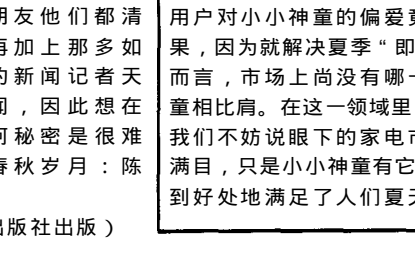 朋友他们都清
再加上那多如
的新闻记者天
闻，因此想在
何秘密是很难
春秋岁月：陈
出版社出版）
用户对小小神童的偏爱
果，因为就解决夏季“即
而言，市场上尚没有哪一
童相比肩。在这一领域里
我们不妨说眼下的家电市
满目，只是小小神童有它
到好处地满足了人们夏天